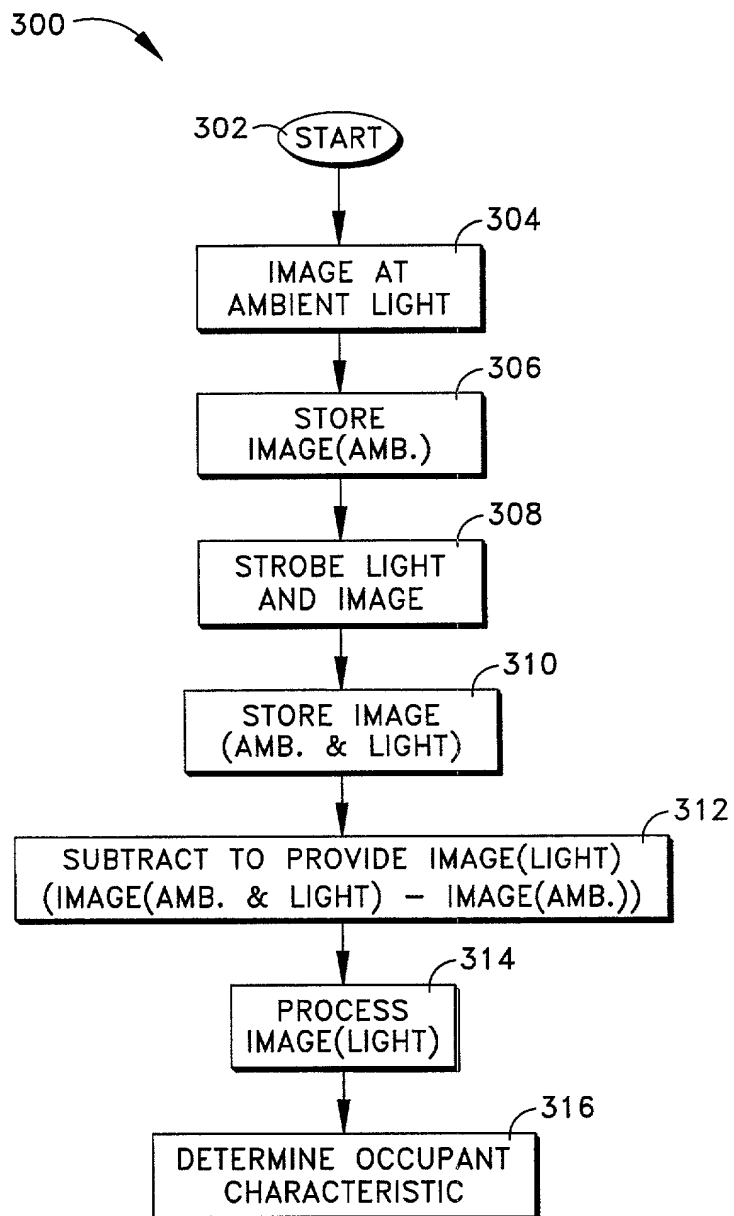 300
302
START
304
IMAGE AT
AMBIENT LIGHT
306
STORE
IMAGE(AMB.)
308
STROBE LIGHT
AND IMAGE
310
STORE IMAGE
(AMB. & LIGHT)
312
SUBTRACT TO PROVIDE IMAGE(LIGHT)
(IMAGE(AMB. & LIGHT) – IMAGE(AMB.))
314
PROCESS
IMAGE(LIGHT)
316
DETERMINE OCCUPANT
CHARACTERISTIC